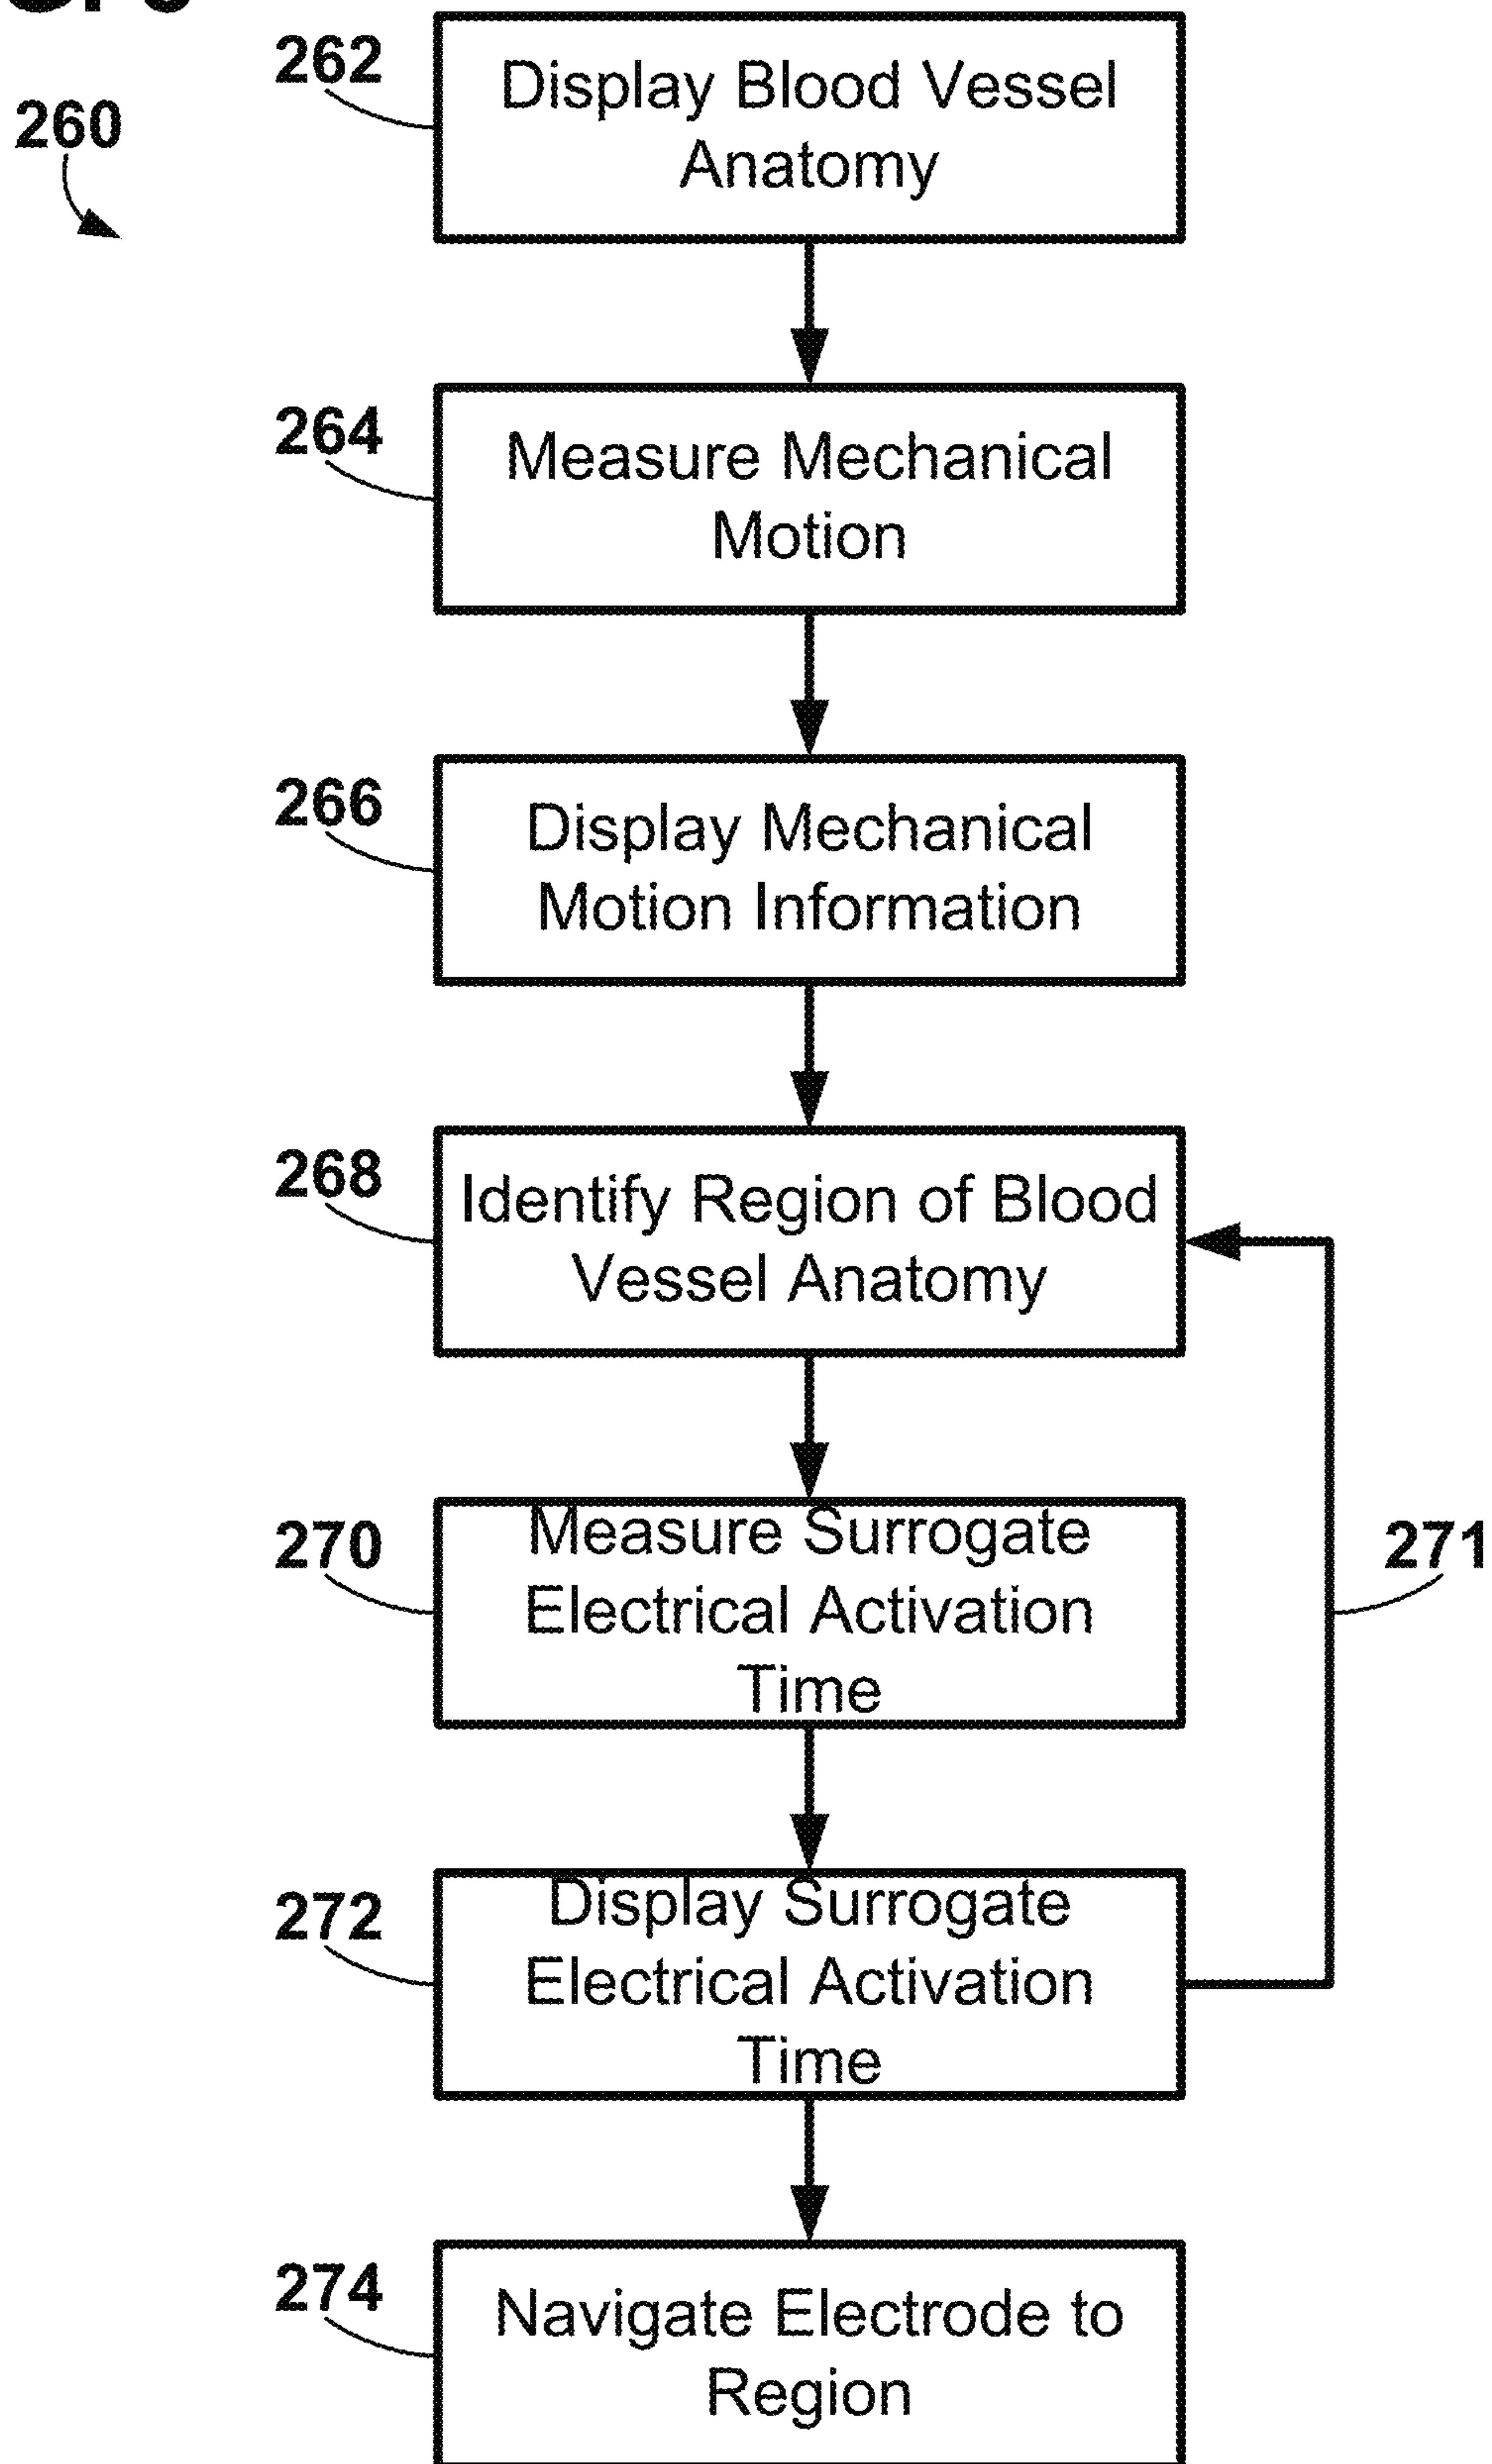 262
Display Blood Vessel
Anatomy
260
264
Measure Mechanical
Motion
266
Display Mechanical
Motion Information
268
Identify Region of Blood
Vessel Anatomy
270
Measure Surrogate
Electrical Activation
Time
271
272
Display Surrogate
Electrical Activation
Time
274
Navigate Electrode to
Region